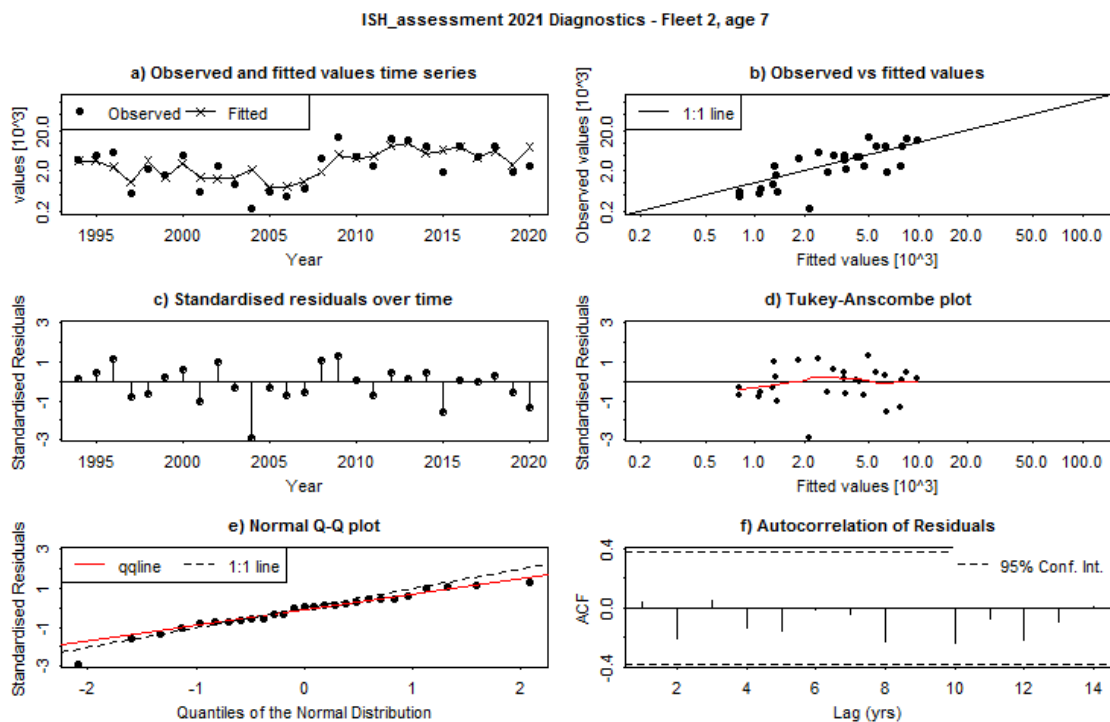 ISH_assessment 2021 Diagnostics - Fleet 2, age 7
a) Observed and fitted values time series
values [10^3]
0.2 2.0 20.0
Observed Fitted
1995 2000 2005 2010 2015 2020
Year
b) Observed vs fitted values
Observed values [10^3]
0.2 2.0 20.0
1:1 line
0.2 0.5 1.0 2.0 5.0 10.0 20.0 50.0 100.0
Fitted values [10^3]
c) Standardised residuals over time
Standardised Residuals
-3 -1 1 3
1995 2000 2005 2010 2015 2020
Year
d) Tukey-Anscombe plot
Standardised Residuals
-3 -1 1 3
0.2 0.5 1.0 2.0 5.0 10.0 20.0 50.0 100.0
Fitted values [10^3]
e) Normal Q-Q plot
Standardised Residuals
-3 -1 1 3
qqline 1:1 line
-2 -1 0 1 2
Quantiles of the Normal Distribution
f) Autocorrelation of Residuals
ACF
-0.4 0.0 0.4
95% Conf. Int.
2 4 6 8 10 12 14
Lag (yrs)